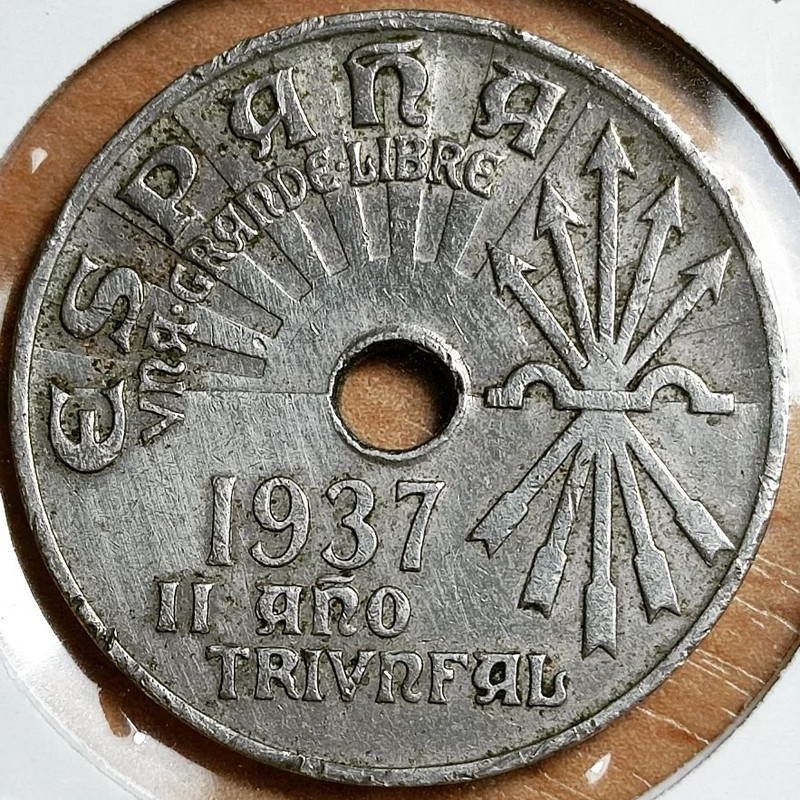 ESPAÑA
VNA·GRANDE·LIBRE
1937
II AÑO
TRIVNFAL